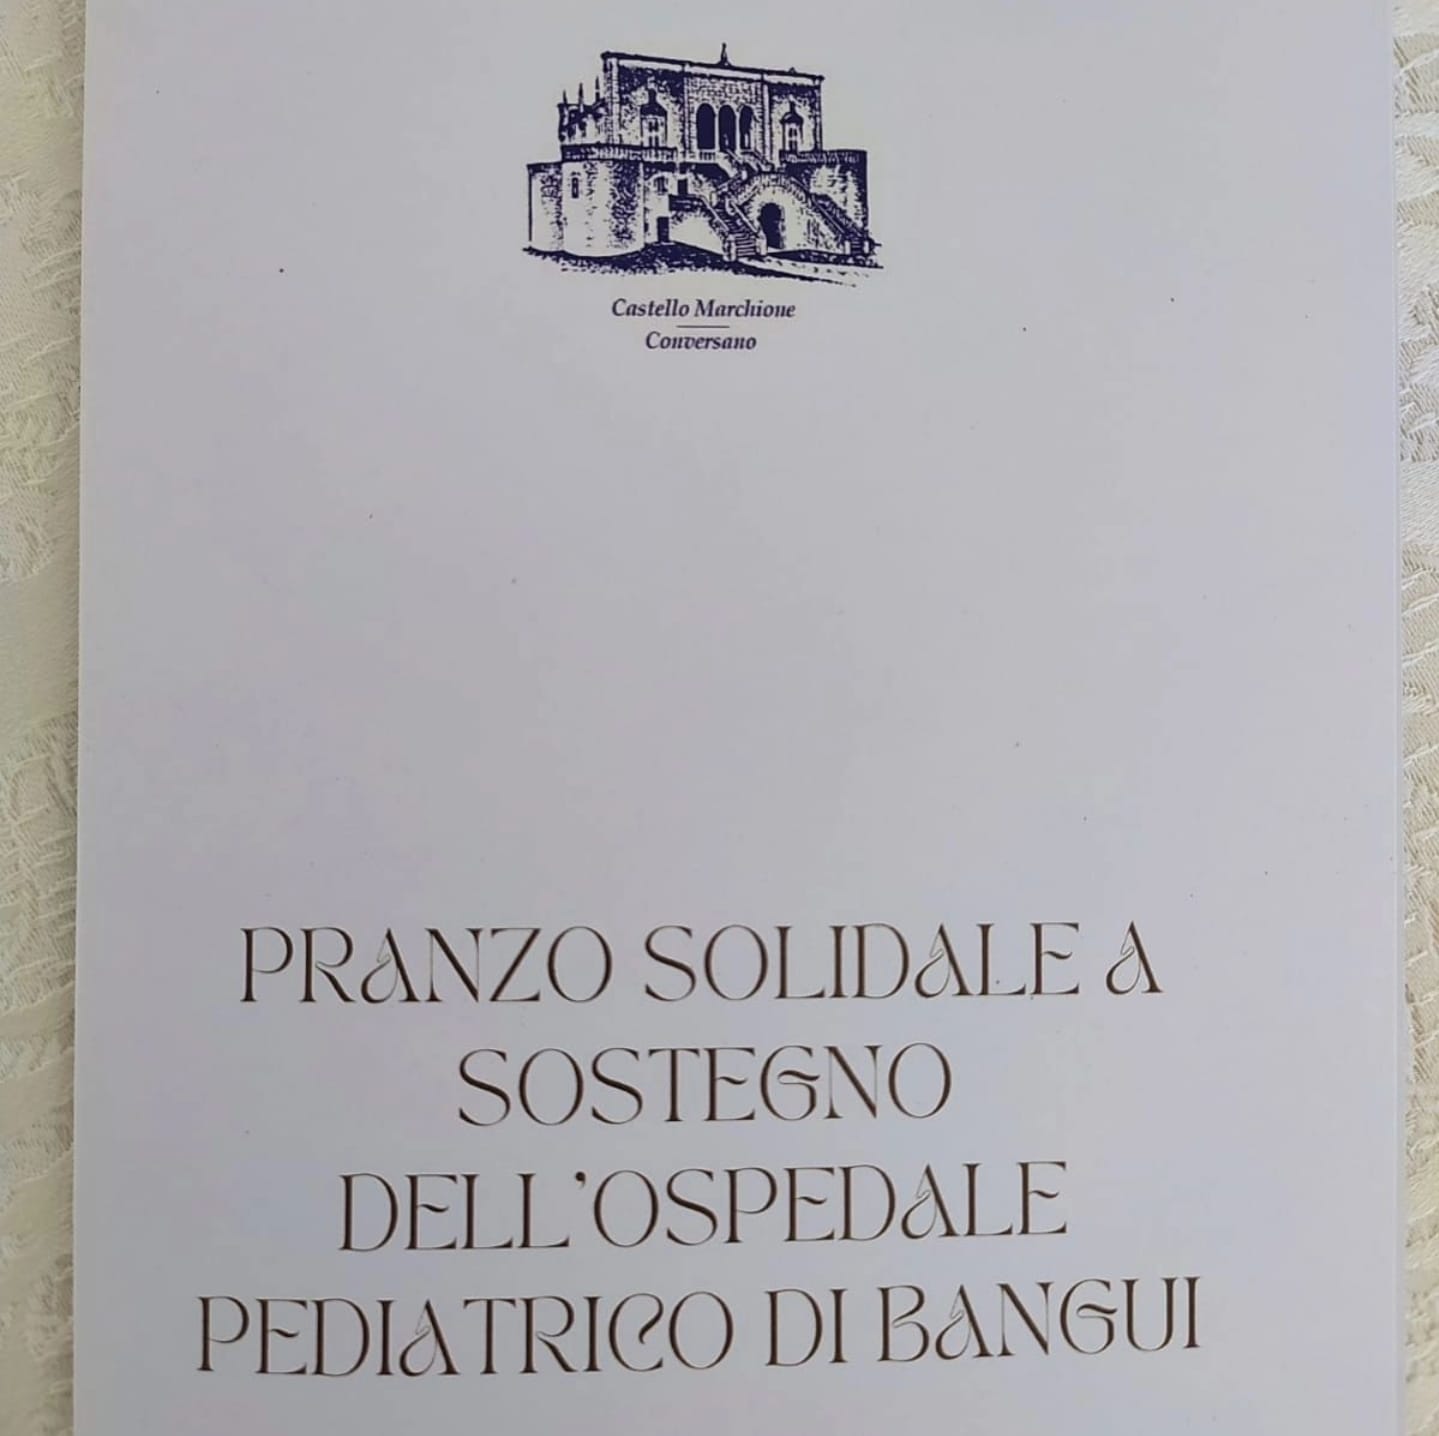 Castello Marchione
Conversano
PRANZO SOLIDALE A
SOSTEGNO
DELL'OSPEDALE
PEDIATRICO DI BANGUI